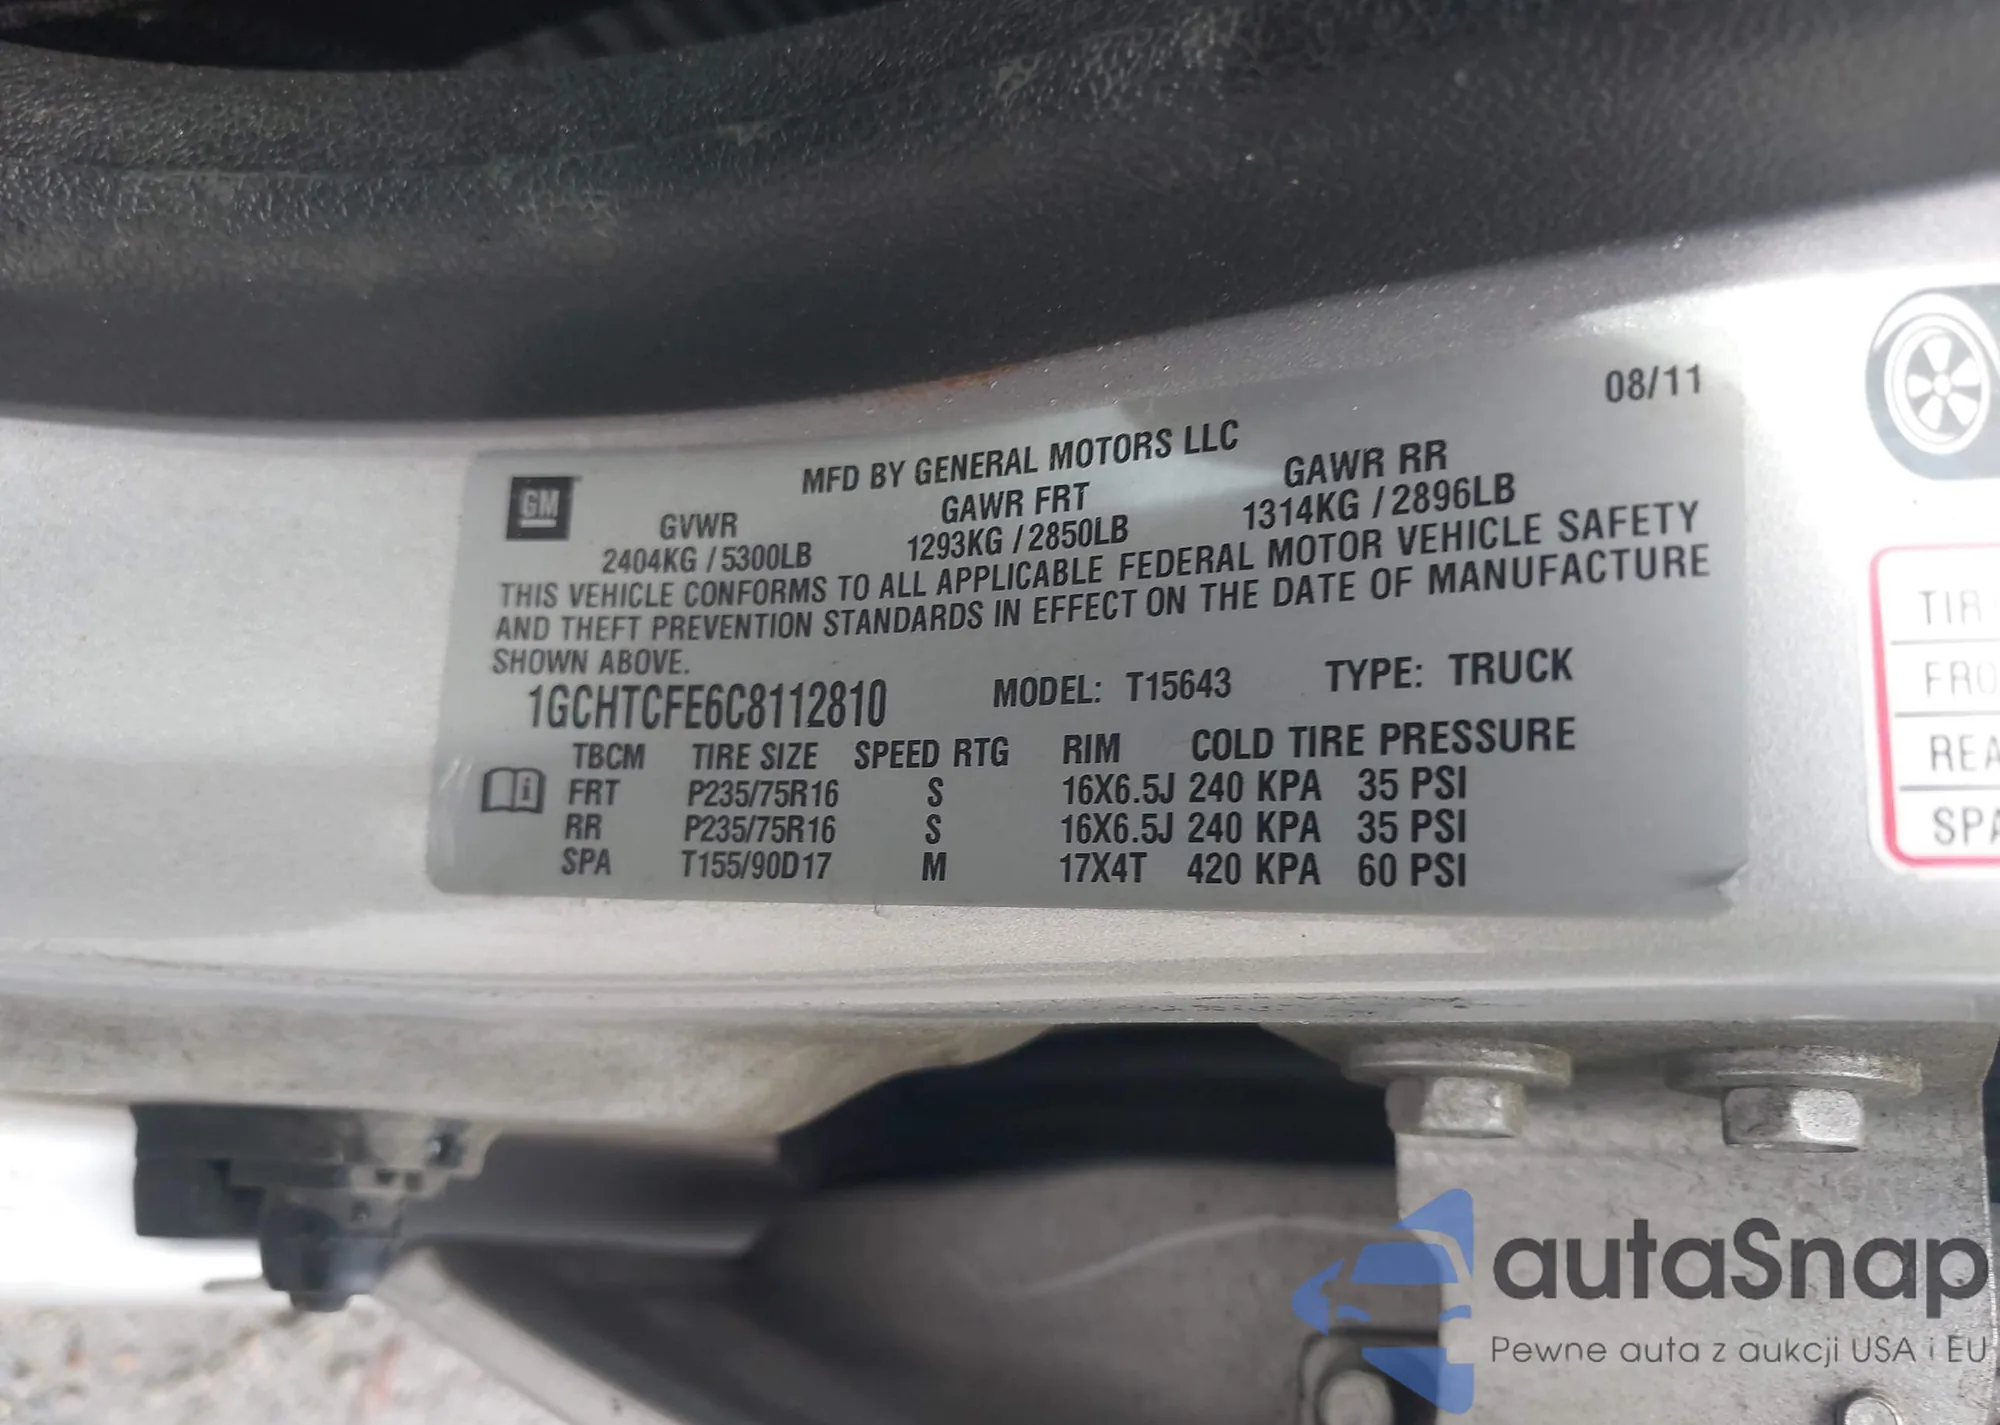 08/11
MFD BY GENERAL MOTORS LLC
GM
GVWR GAWR FRT GAWR RR
2404KG / 5300LB 1293KG / 2850LB 1314KG / 2896LB
THIS VEHICLE CONFORMS TO ALL APPLICABLE FEDERAL MOTOR VEHICLE SAFETY
AND THEFT PREVENTION STANDARDS IN EFFECT ON THE DATE OF MANUFACTURE
SHOWN ABOVE.
1GCHTCFE6C8112810 MODEL: T15643 TYPE: TRUCK
TBCM TIRE SIZE SPEED RTG RIM COLD TIRE PRESSURE
FRT P235/75R16 S 16X6.5J 240 KPA 35 PSI
RR P235/75R16 S 16X6.5J 240 KPA 35 PSI
SPA T155/90D17 M 17X4T 420 KPA 60 PSI
TIR
FRO
REA
SPA
autaSnap
Pewne auta z aukcji USA i EU